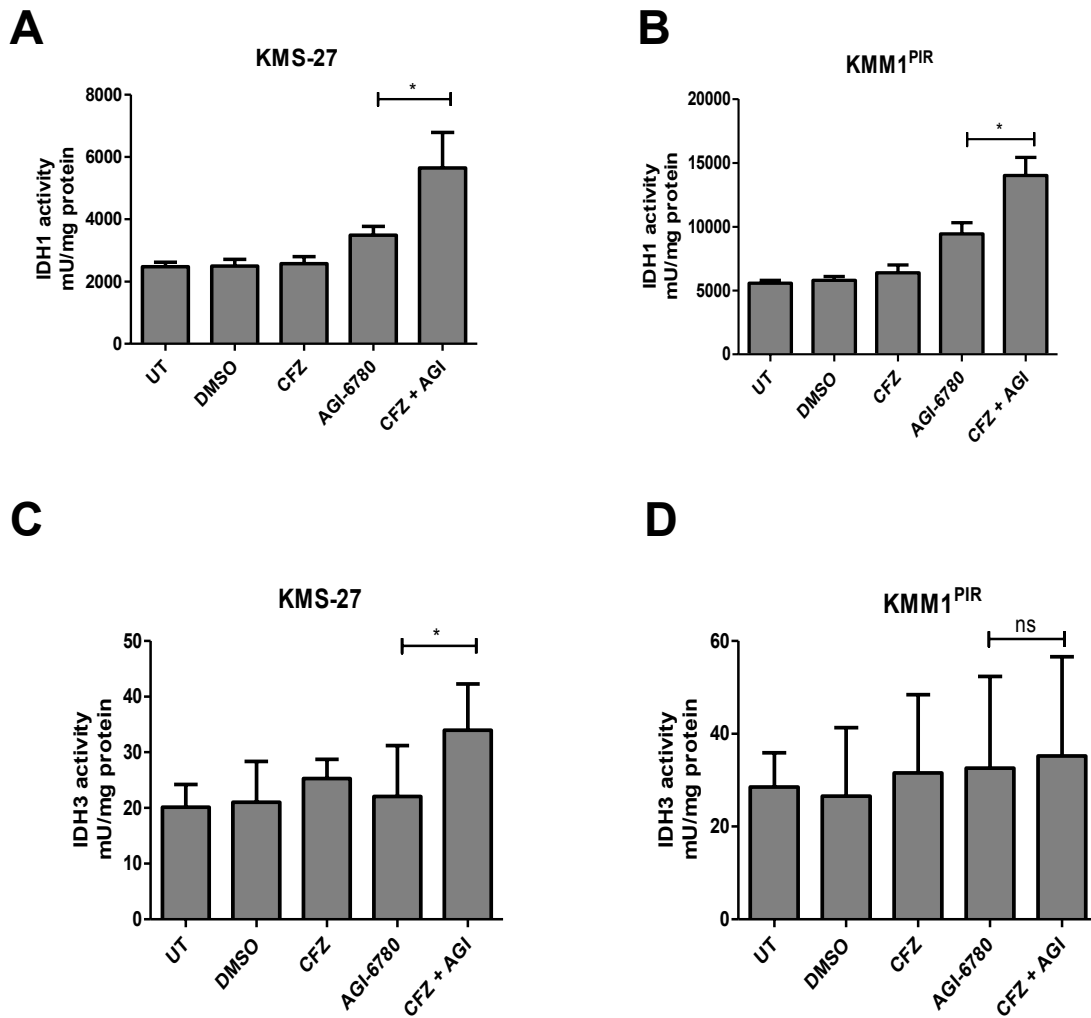 A
KMS-27
IDH1 activity
mU/mg protein
8000
6000
4000
2000
0
*
UT
DMSO
CFZ
AGI-6780
CFZ + AGI
B
KMM1PIR
IDH1 activity
mU/mg protein
20000
15000
10000
5000
0
*
UT
DMSO
CFZ
AGI-6780
CFZ + AGI
C
KMS-27
IDH3 activity
mU/mg protein
50
40
30
20
10
0
*
UT
DMSO
CFZ
AGI-6780
CFZ + AGI
D
KMM1PIR
IDH3 activity
mU/mg protein
60
40
20
0
ns
UT
DMSO
CFZ
AGI-6780
CFZ + AGI